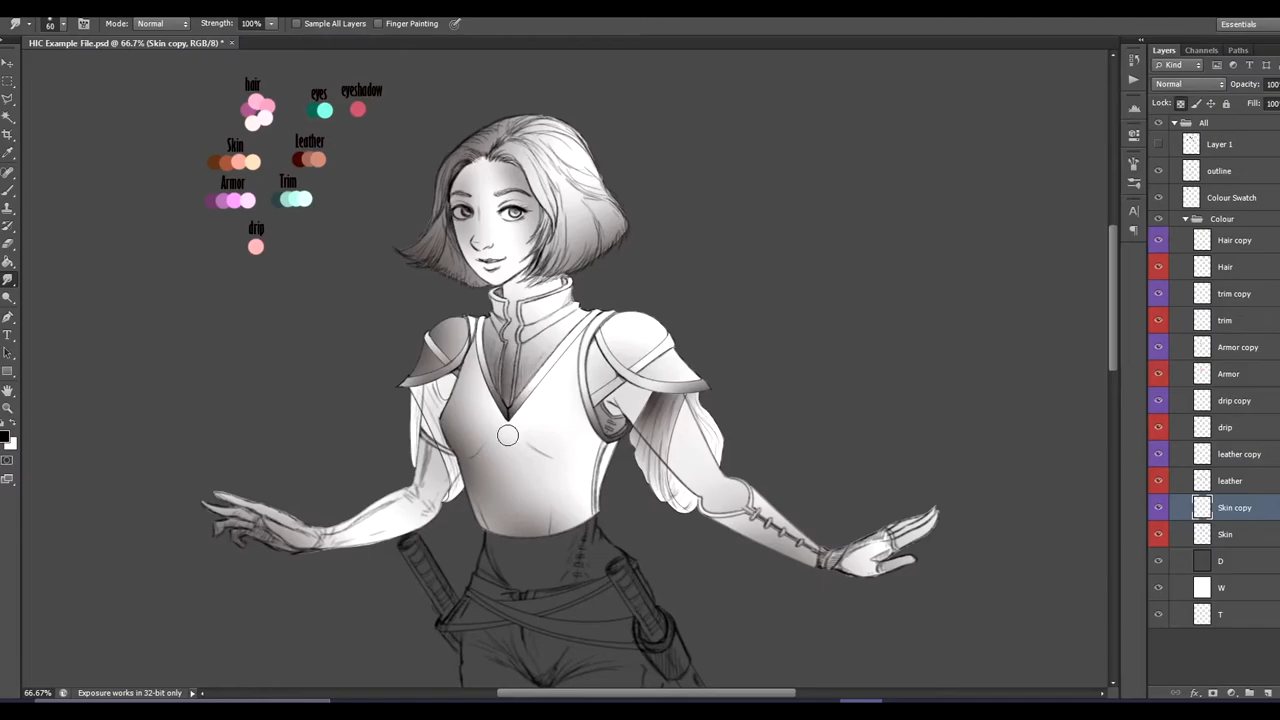 60 Mode: Normal Strength: 100% Sample All Layers Finger Painting Essentials
HIC Example File.psd @ 66.7% (Skin copy, RGB/8) * ×
Layers Channels Paths
Kind
Normal Opacity: 100
Lock: Fill: 100
All
Layer 1
outline
Colour Swatch
Colour
Hair copy
Hair
trim copy
trim
Armor copy
Armor
drip copy
drip
leather copy
leather
Skin copy
Skin
D
W
T
hair
eyes
eyeshadow
Skin
Leather
Armor
Trim
drip
66.67% Exposure works in 32-bit only